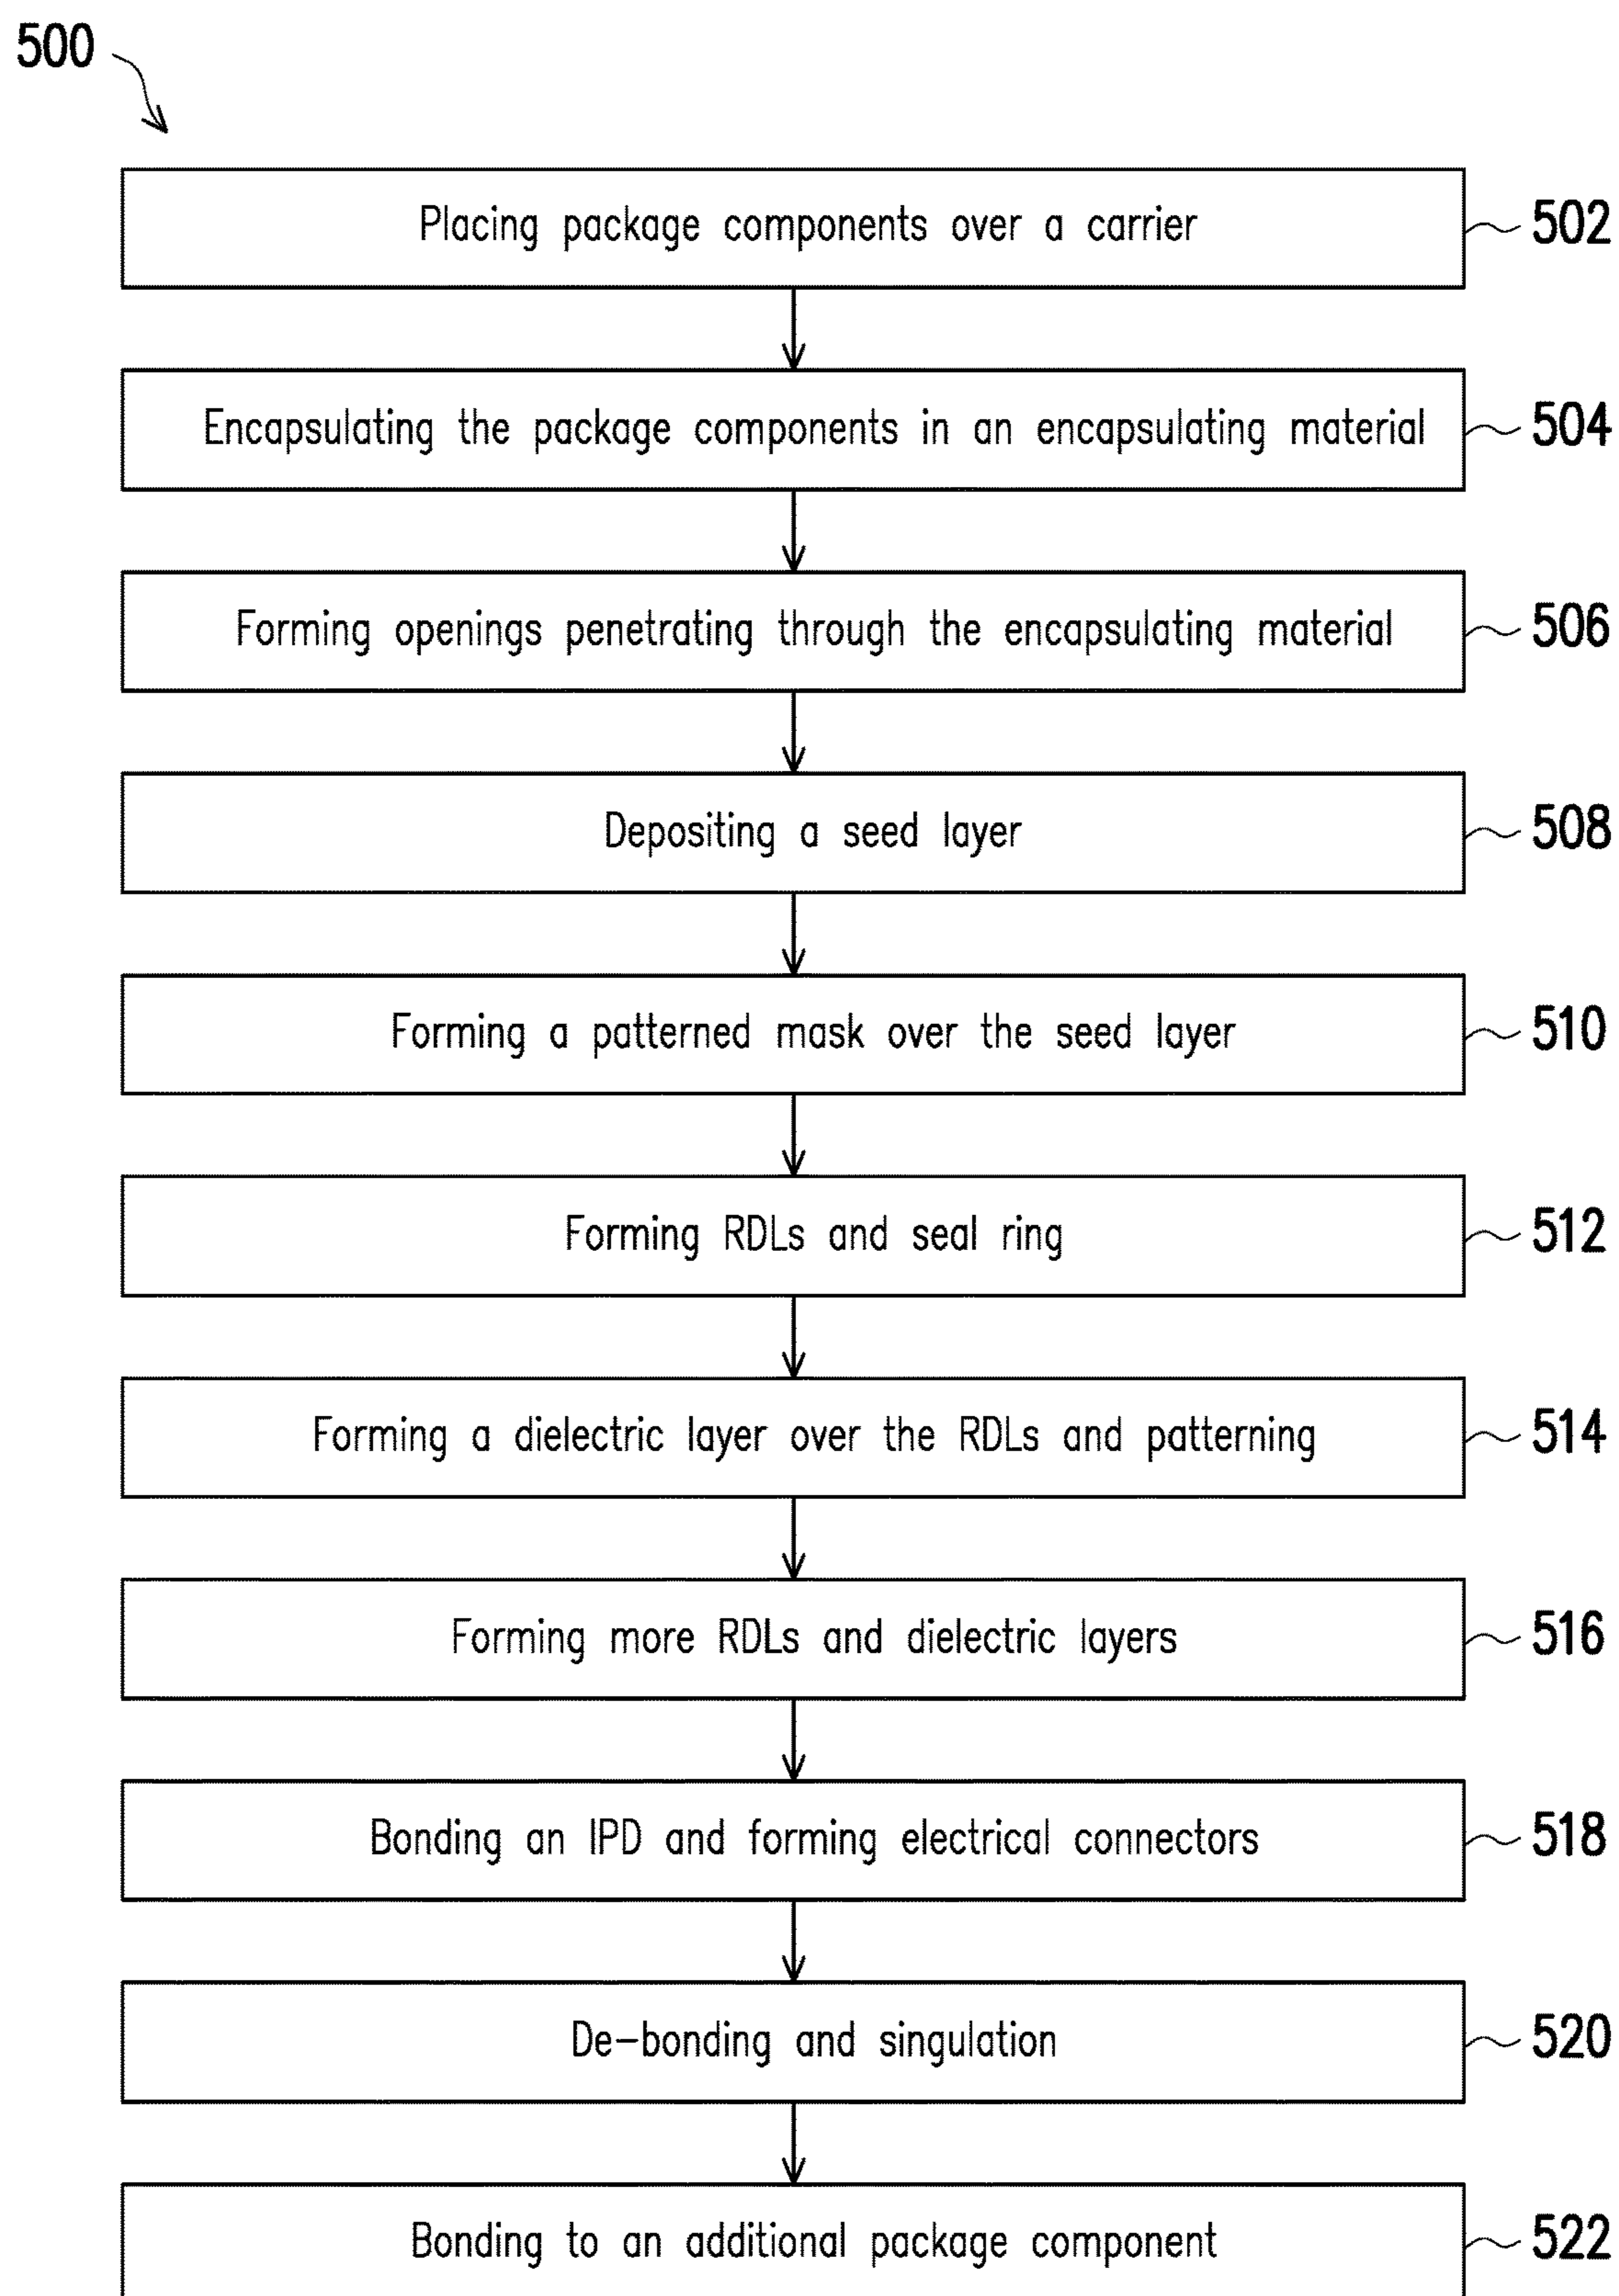 500
Placing package components over a carrier 502
Encapsulating the package components in an encapsulating material 504
Forming openings penetrating through the encapsulating material 506
Depositing a seed layer 508
Forming a patterned mask over the seed layer 510
Forming RDLs and seal ring 512
Forming a dielectric layer over the RDLs and patterning 514
Forming more RDLs and dielectric layers 516
Bonding an IPD and forming electrical connectors 518
De-bonding and singulation 520
Bonding to an additional package component 522